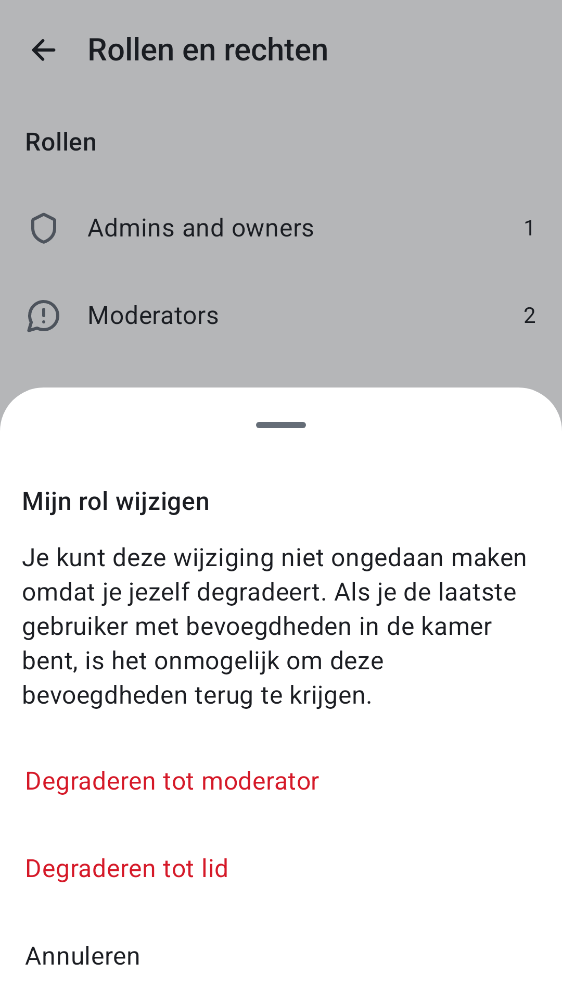 Rollen en rechten
Rollen
Admins and owners 1
Moderators 2
Mijn rol wijzigen
Je kunt deze wijziging niet ongedaan maken
omdat je jezelf degradeert. Als je de laatste
gebruiker met bevoegdheden in de kamer
bent, is het onmogelijk om deze
bevoegdheden terug te krijgen.
Degraderen tot moderator
Degraderen tot lid
Annuleren